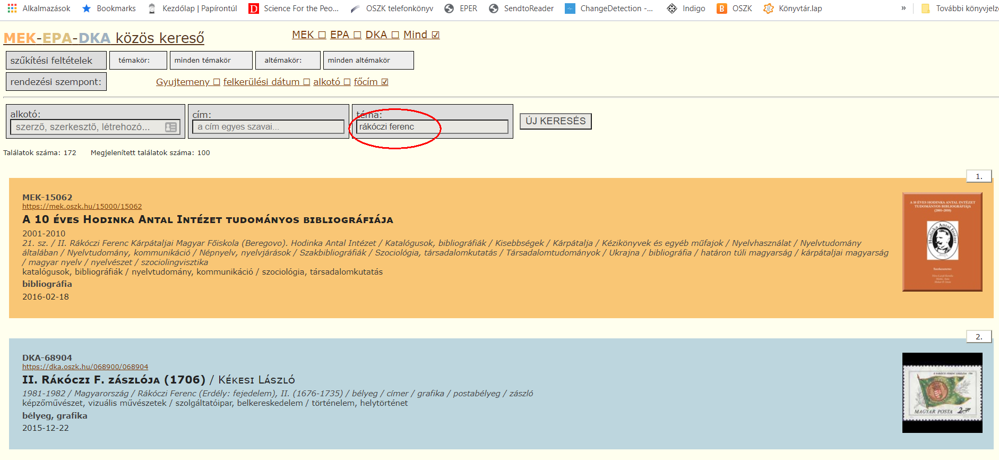 Alkalmazások Bookmarks Kezdőlap | Papírontúl Science For the Peo... OSZK telefonkönyv EPER SendtoReader ChangeDetection -... Indigo OSZK Könyvtár.lap » További könyvjelző
MEK-EPA-DKA közös kereső MEK ☐ EPA ☐ DKA ☐ Mind ☑
szűkítési feltételek témakör: minden témakör altémakör: minden altémakör
rendezési szempont: Gyujtemeny ☐ felkerülési dátum ☐ alkotó ☐ főcím ☑
alkotó: cím: téma:
szerző, szerkesztő, létrehozó... a cím egyes szavai... rákóczi ferenc ÚJ KERESÉS
Találatok száma: 172 Megjelenített találatok száma: 100
1.
MEK-15062
https://mek.oszk.hu/15000/15062
A 10 éves Hodinka Antal Intézet tudományos bibliográfiája
2001-2010
21. sz. / II. Rákóczi Ferenc Kárpátaljai Magyar Főiskola (Beregovo). Hodinka Antal Intézet / Katalógusok, bibliográfiák / Kisebbségek / Kárpátalja / Kézikönyvek és egyéb műfajok / Nyelvhasználat / Nyelvtudomány
általában / Nyelvtudomány, kommunikáció / Népnyelv, nyelvjárások / Szakbibliográfiák / Szociológia, társadalomkutatás / Társadalomtudományok / Ukrajna / bibliográfia / határon túli magyarság / kárpátaljai magyarság
/ magyar nyelv / nyelvészet / szociolingvisztika
katalógusok, bibliográfiák / nyelvtudomány, kommunikáció / szociológia, társadalomkutatás
bibliográfia
2016-02-18
A 10 ÉVES HODINKA ANTAL INTÉZET
TUDOMÁNYOS BIBLIOGRÁFIÁJA
(2001–2010)
Hodinka Antal Intézet
2.
DKA-68904
https://dka.oszk.hu/068900/068904
II. Rákóczi F. zászlója (1706) / Kékesi László
1981-1982 / Magyarország / Rákóczi Ferenc (Erdély: fejedelem), II. (1676-1735) / bélyeg / címer / grafika / postabélyeg / zászló
képzőművészet, vizuális művészetek / szolgáltatóipar, belkereskedelem / történelem, helytörténet
bélyeg, grafika
2015-12-22
MAGYAR POSTA 2 Ft